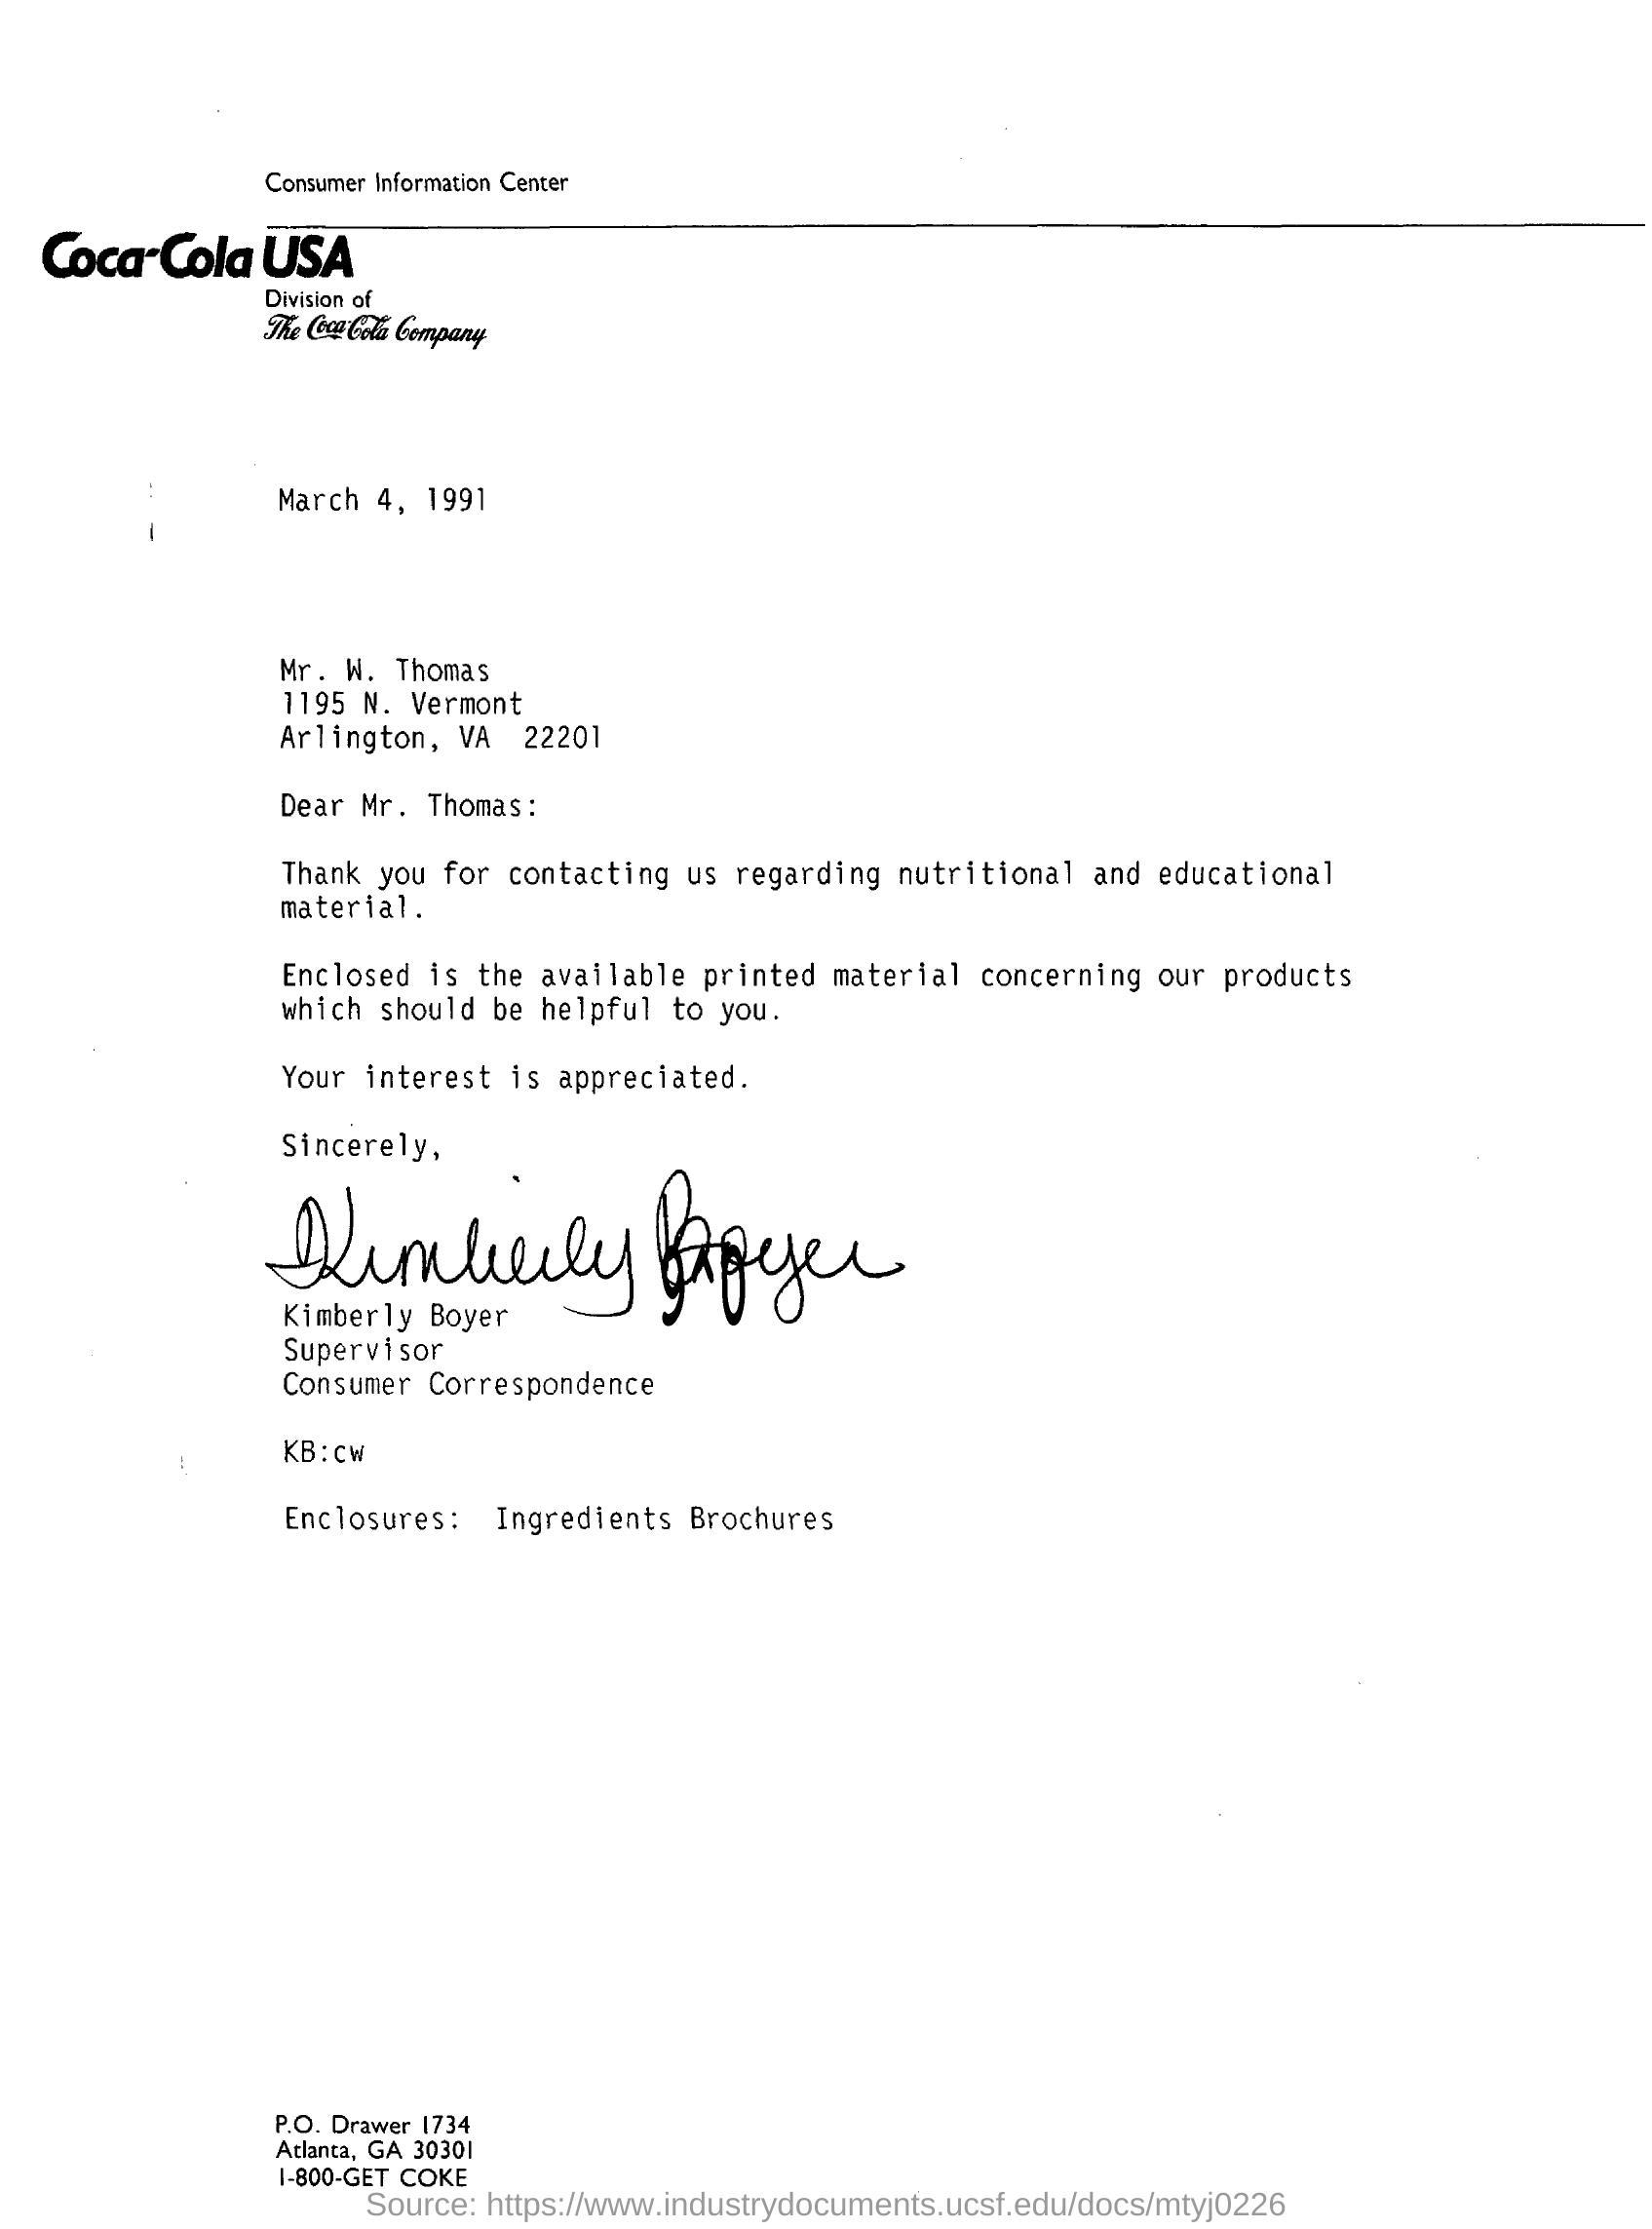 Consumer Information Center
Coca-Cola USA
Division of
The Coca-Cola Company
March 4, 1991
Mr. W. Thomas
1195 N. Vermont
Arlington, VA 22201
Dear Mr. Thomas:
Thank you for contacting us regarding nutritional and educational
material.
Enclosed is the available printed material concerning our products
which should be helpful to you.
Your interest is appreciated.
Sincerely,
Kimberly Boyer
Kimberly Boyer
Supervisor
Consumer Correspondence
KB:cw
Enclosures: Ingredients Brochures
P.O. Drawer 1734
Atlanta, GA 30301
1-800-GET COKE
Source: https://www.industrydocuments.ucsf.edu/docs/mtyj0226